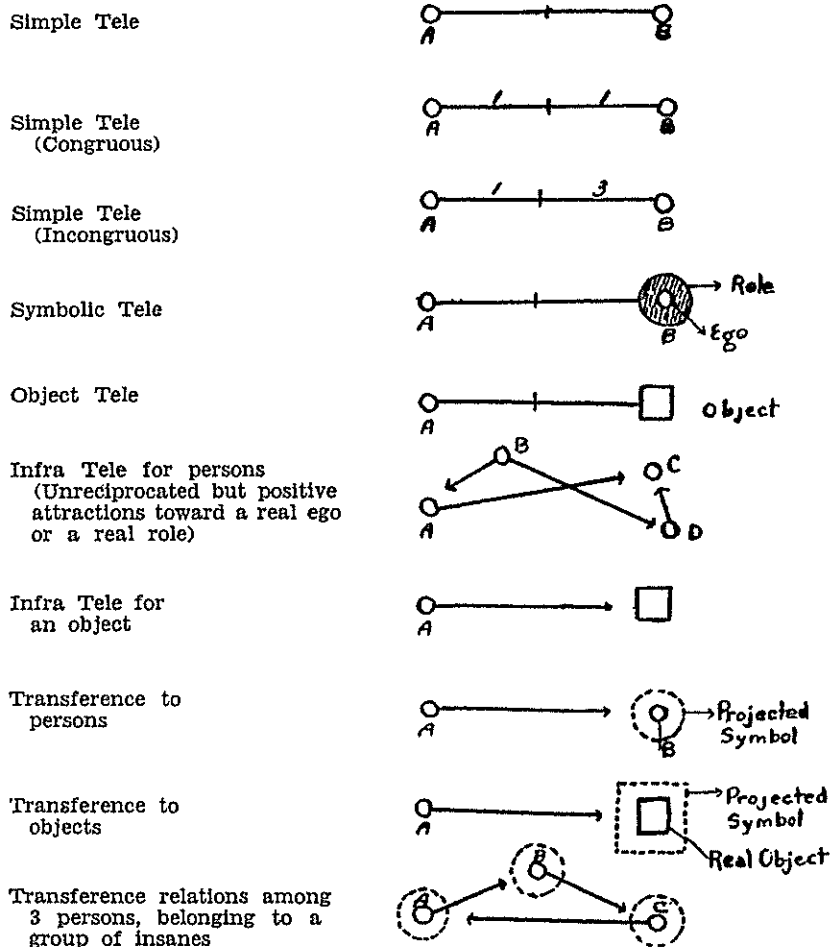 Simple Tele
A B
Simple Tele
(Congruous)
1 1
A B
Simple Tele
(Incongruous)
1 3
A B
Symbolic Tele
A B
Role
Ego
Object Tele
A
Object
Infra Tele for persons
(Unreciprocated but positive
attractions toward a real ego
or a real role)
B
C
A
D
Infra Tele for
an object
A
Transference to
persons
A
B
Projected
Symbol
Transference to
objects
A
Projected
Symbol
Real Object
Transference relations among
3 persons, belonging to a
group of insanes
A B C